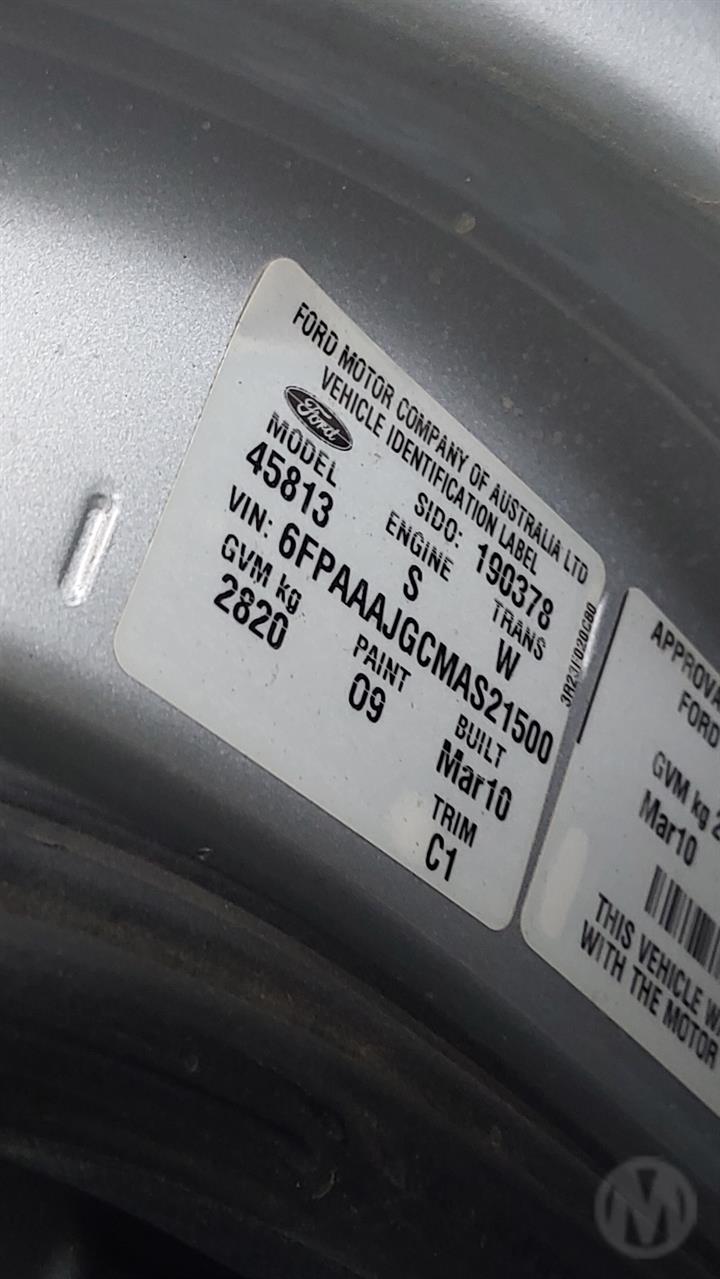 FORD MOTOR COMPANY OF AUSTRALIA LTD
VEHICLE IDENTIFICATION LABEL
Ford
SIDO: 190378
MODEL ENGINE TRANS
45813 S W
VIN: 6FPAAAJGCMAS21500
GVM kg PAINT BUILT TRIM
2820 09 Mar10 C1
APPROVA
FORD
GVM kg 2
Mar10
THIS VEHICLE W
WITH THE MOTOR
M